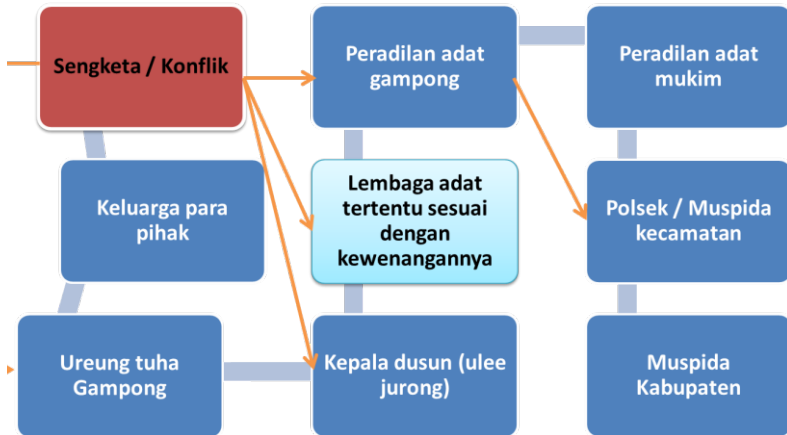 Sengketa / Konflik
Peradilan adat
gampong
Peradilan adat
mukim
Keluarga para
pihak
Lembaga adat
tertentu sesuai
dengan
kewenangannya
Polsek / Muspida
kecamatan
Ureung tuha
Gampong
Kepala dusun (ulee
jurong)
Muspida
Kabupaten